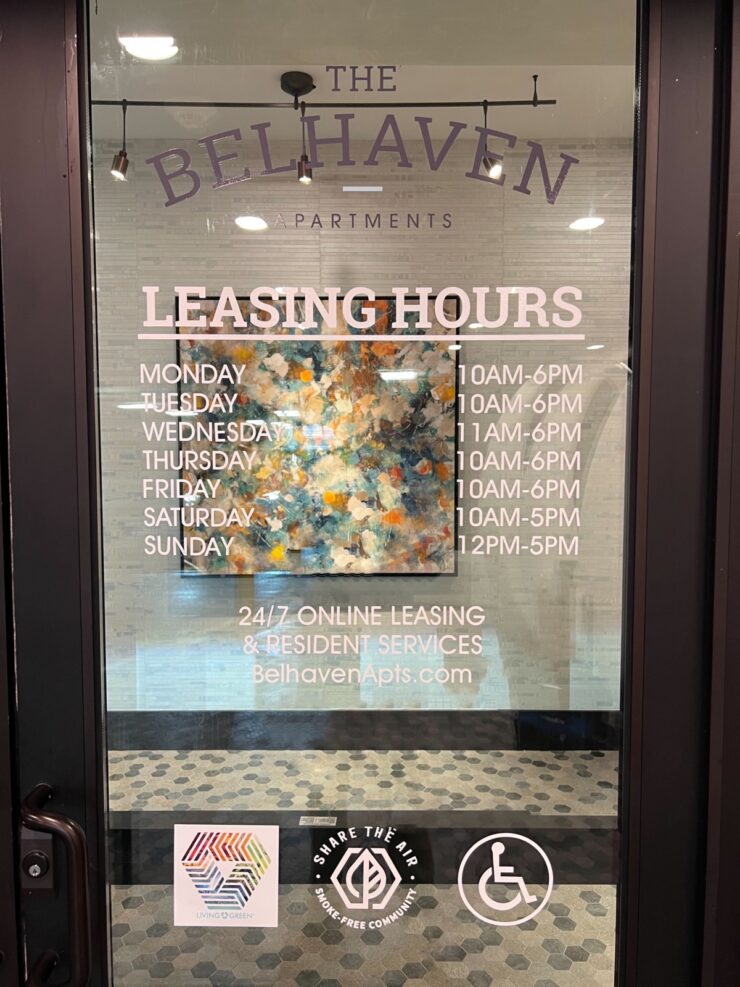 THE
BELHAVEN
APARTMENTS
LEASING HOURS
MONDAY 10AM-6PM
TUESDAY 10AM-6PM
WEDNESDAY 11AM-6PM
THURSDAY 10AM-6PM
FRIDAY 10AM-6PM
SATURDAY 10AM-5PM
SUNDAY 12PM-5PM
24/7 ONLINE LEASING
& RESIDENT SERVICES
BelhavenApts.com
LIVING GREEN
SHARE THE AIR
SMOKE-FREE COMMUNITY